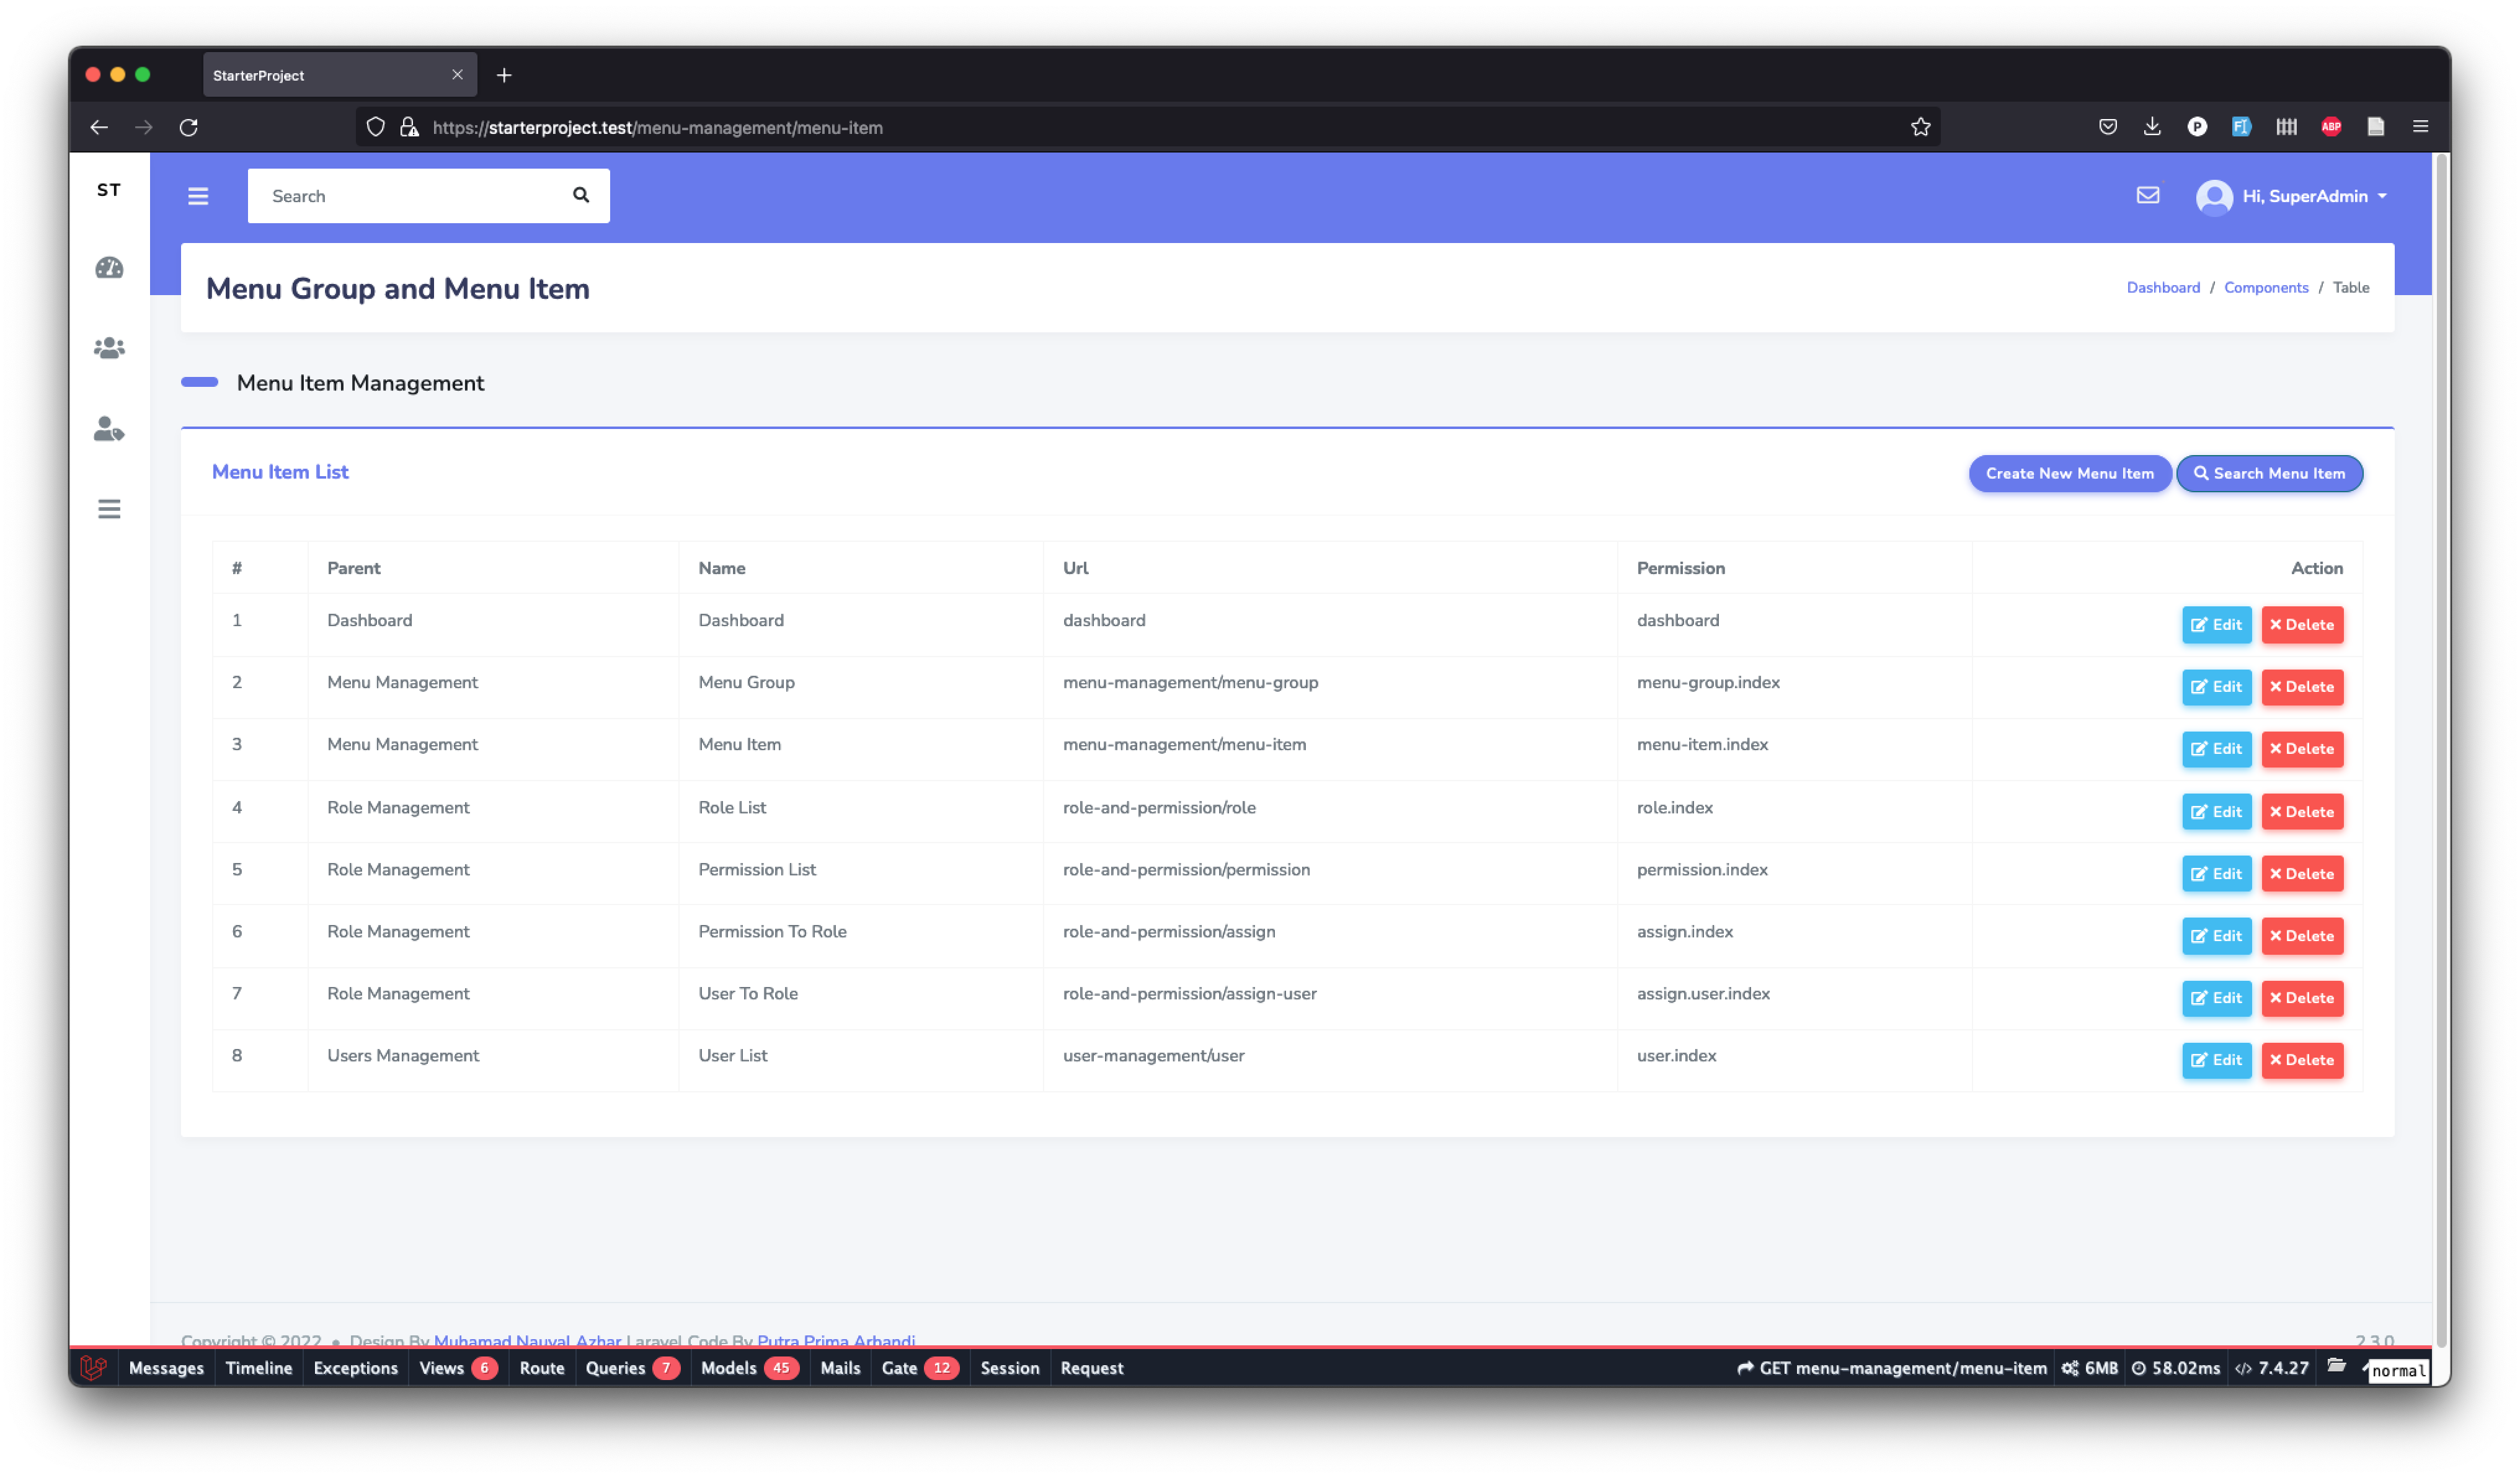 StarterProject
https://starterproject.test/menu-management/menu-item
P
ABP
ST
Search
Hi, SuperAdmin
Menu Group and Menu Item
Dashboard / Components / Table
Menu Item Management
Menu Item List
Create New Menu Item
Search Menu Item
# Parent Name Url Permission Action
1 Dashboard Dashboard dashboard dashboard Edit Delete
2 Menu Management Menu Group menu-management/menu-group menu-group.index Edit Delete
3 Menu Management Menu Item menu-management/menu-item menu-item.index Edit Delete
4 Role Management Role List role-and-permission/role role.index Edit Delete
5 Role Management Permission List role-and-permission/permission permission.index Edit Delete
6 Role Management Permission To Role role-and-permission/assign assign.index Edit Delete
7 Role Management User To Role role-and-permission/assign-user assign.user.index Edit Delete
8 Users Management User List user-management/user user.index Edit Delete
Copyright © 2022 • Design By Muhamad Nauval Azhar Laravel Code By Putra Prima Arhandi 2.3.0
Messages Timeline Exceptions Views 6 Route Queries 7 Models 45 Mails Gate 12 Session Request GET menu-management/menu-item 6MB 58.02ms 7.4.27
normal